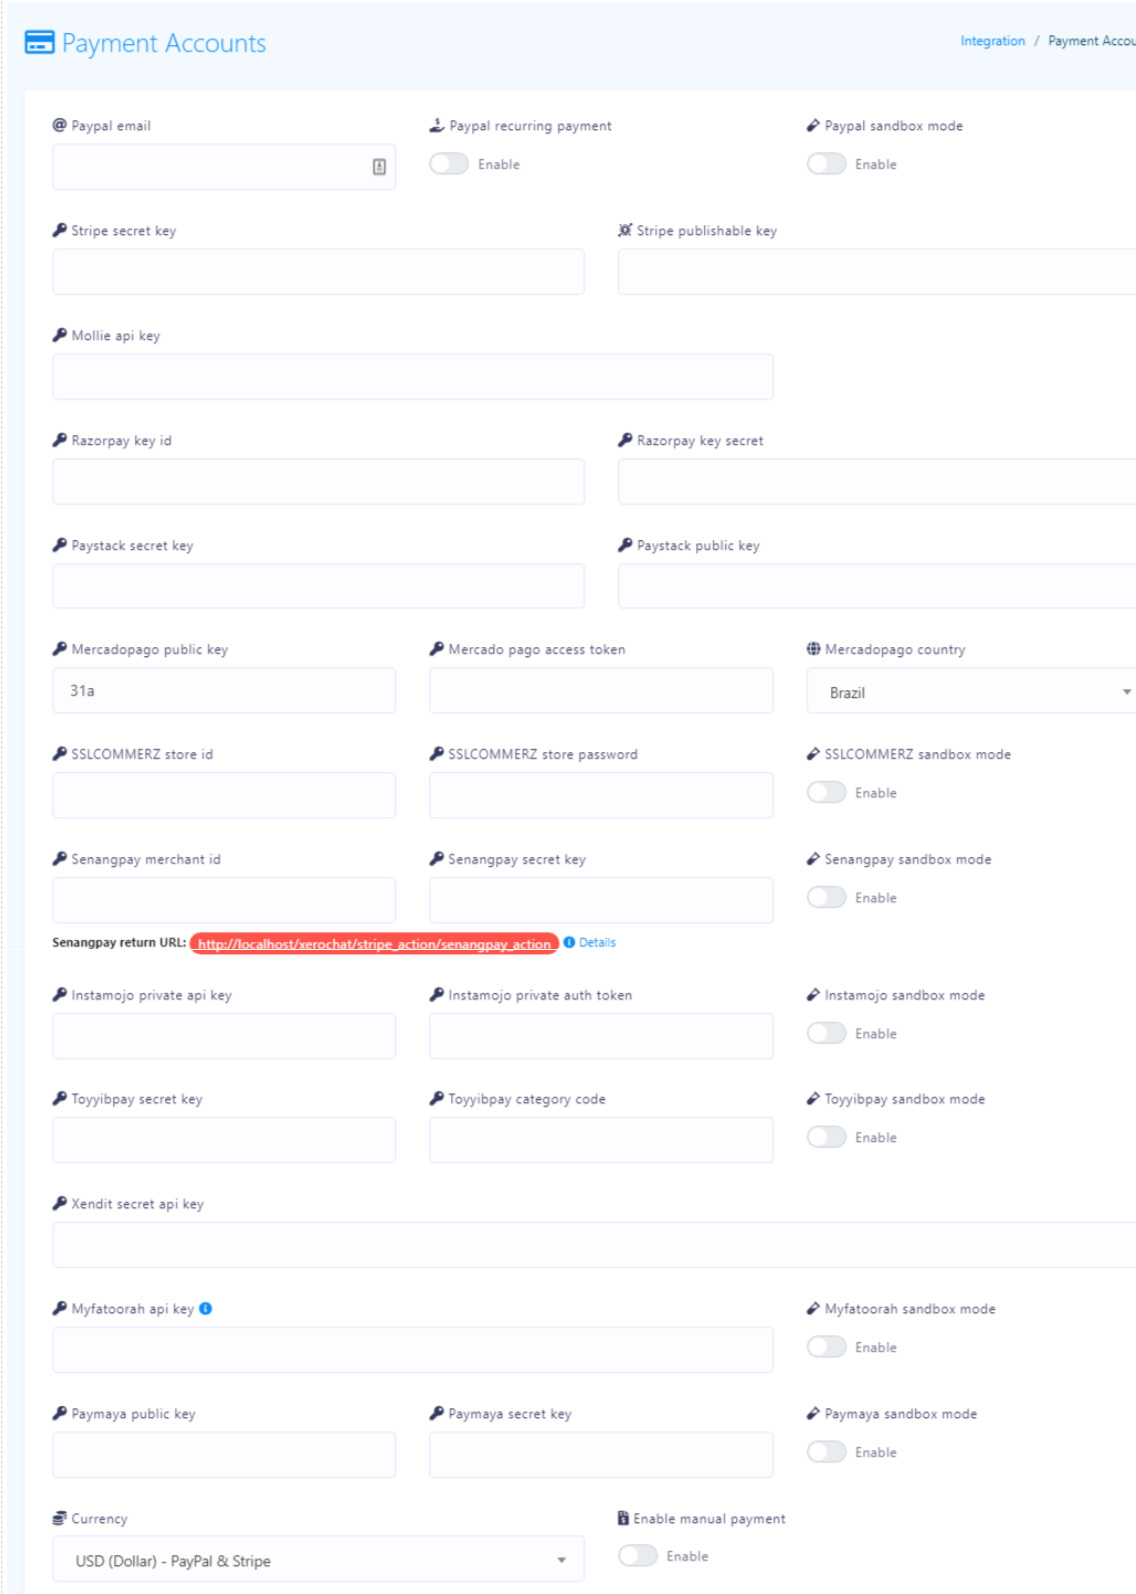 Payment Accounts
Integration / Payment Accou
Paypal email
Paypal recurring payment
Paypal sandbox mode
Enable
Enable
Stripe secret key
Stripe publishable key
Mollie api key
Razorpay key id
Razorpay key secret
Paystack secret key
Paystack public key
Mercadopago public key
Mercado pago access token
Mercadopago country
31a
Brazil
SSLCOMMERZ store id
SSLCOMMERZ store password
SSLCOMMERZ sandbox mode
Enable
Senangpay merchant id
Senangpay secret key
Senangpay sandbox mode
Enable
Senangpay return URL: http://localhost/xerochat/stripe_action/senangpay_action Details
Instamojo private api key
Instamojo private auth token
Instamojo sandbox mode
Enable
Toyyibpay secret key
Toyyibpay category code
Toyyibpay sandbox mode
Enable
Xendit secret api key
Myfatoorah api key
Myfatoorah sandbox mode
Enable
Paymaya public key
Paymaya secret key
Paymaya sandbox mode
Enable
Currency
Enable manual payment
USD (Dollar) - PayPal & Stripe
Enable